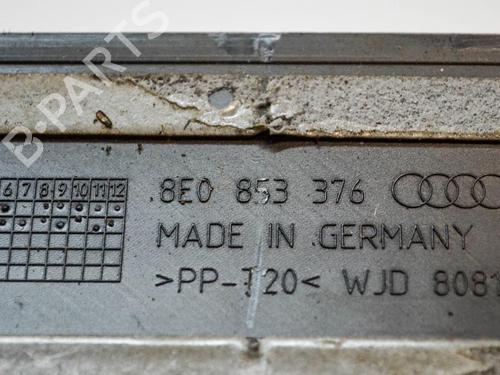 B-PARTS
6 7 8 9 10 11 12
8E0 853 376
MADE IN GERMANY
>PP-T20< WJD 8081